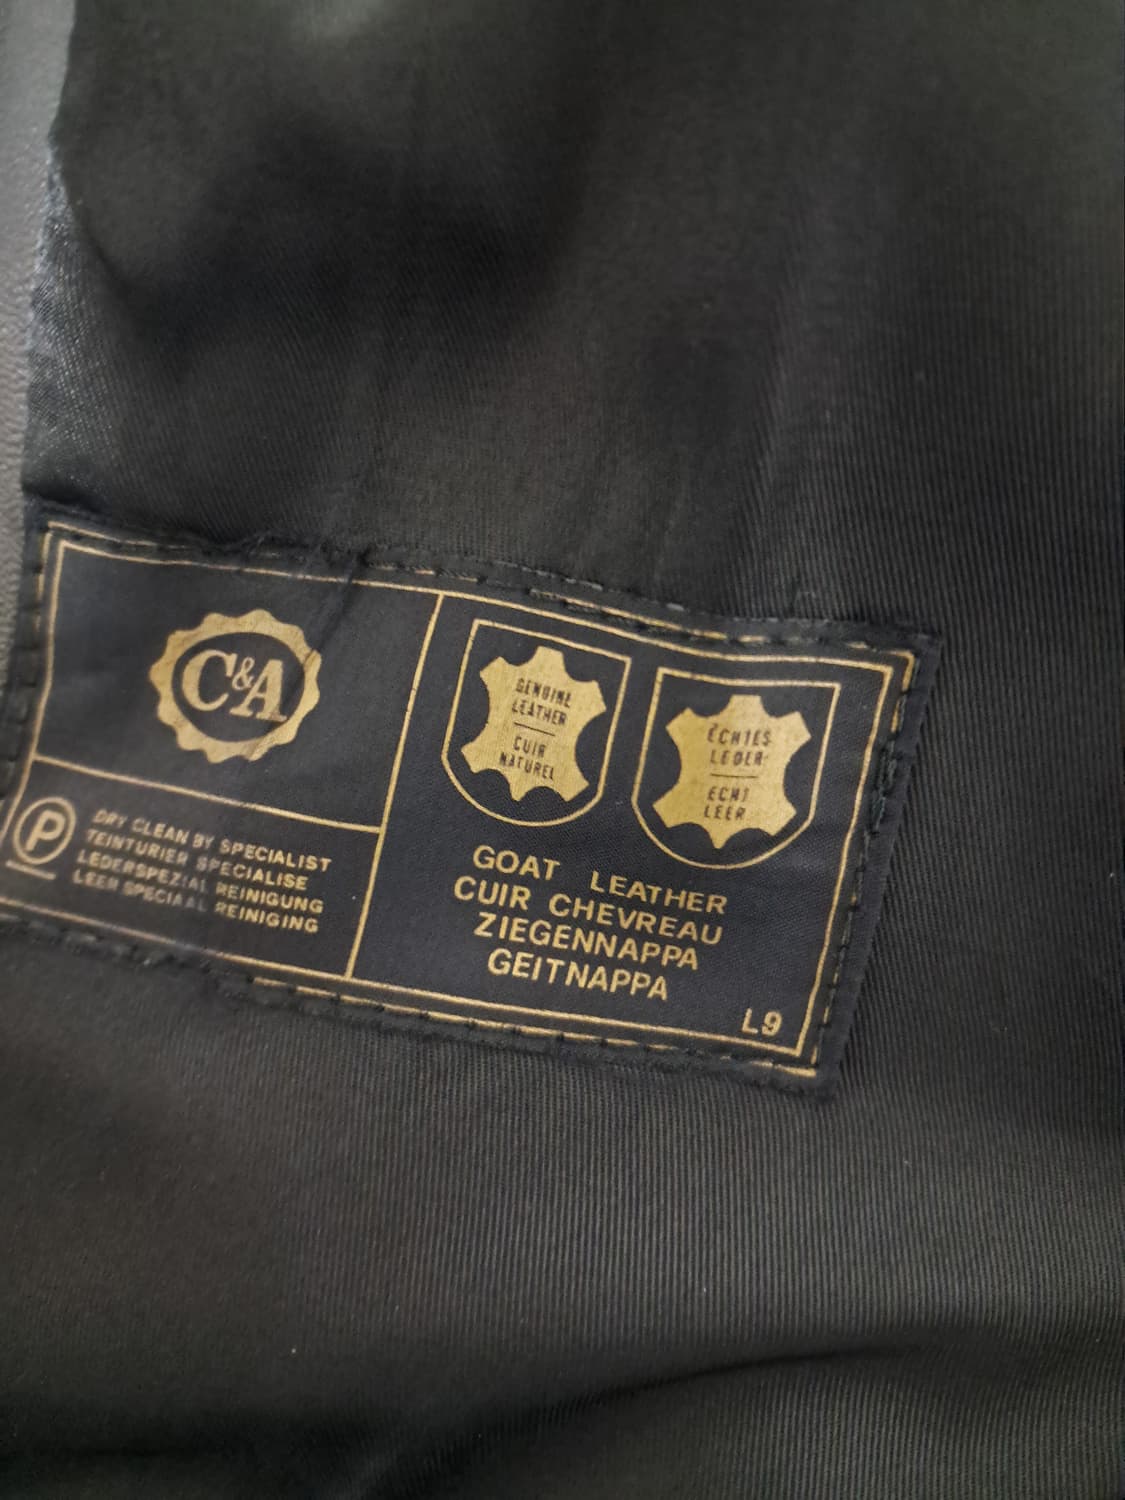 C&A
GENUINE
LEATHER
CUIR
NATUREL
ECHTES
LEDER
ECHT
LEER
P
DRY CLEAN BY SPECIALIST
TEINTURIER SPECIALISE
LEDERSPEZIAL REINIGUNG
LEER SPECIAAL REINIGING
GOAT LEATHER
CUIR CHEVREAU
ZIEGENNAPPA
GEITNAPPA
L9